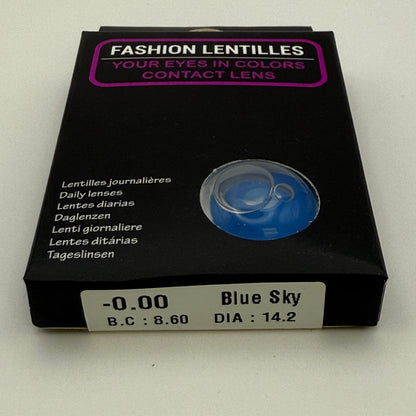 FASHION LENTILLES
YOUR EYES IN COLORS
CONTACT LENS
Lentilles journalières
Daily lenses
Lentes diarias
Daglenzen
Lenti giornaliere
Lentes ditárias
Tageslinsen
-0.00 Blue Sky
B.C : 8.60 DIA : 14.2